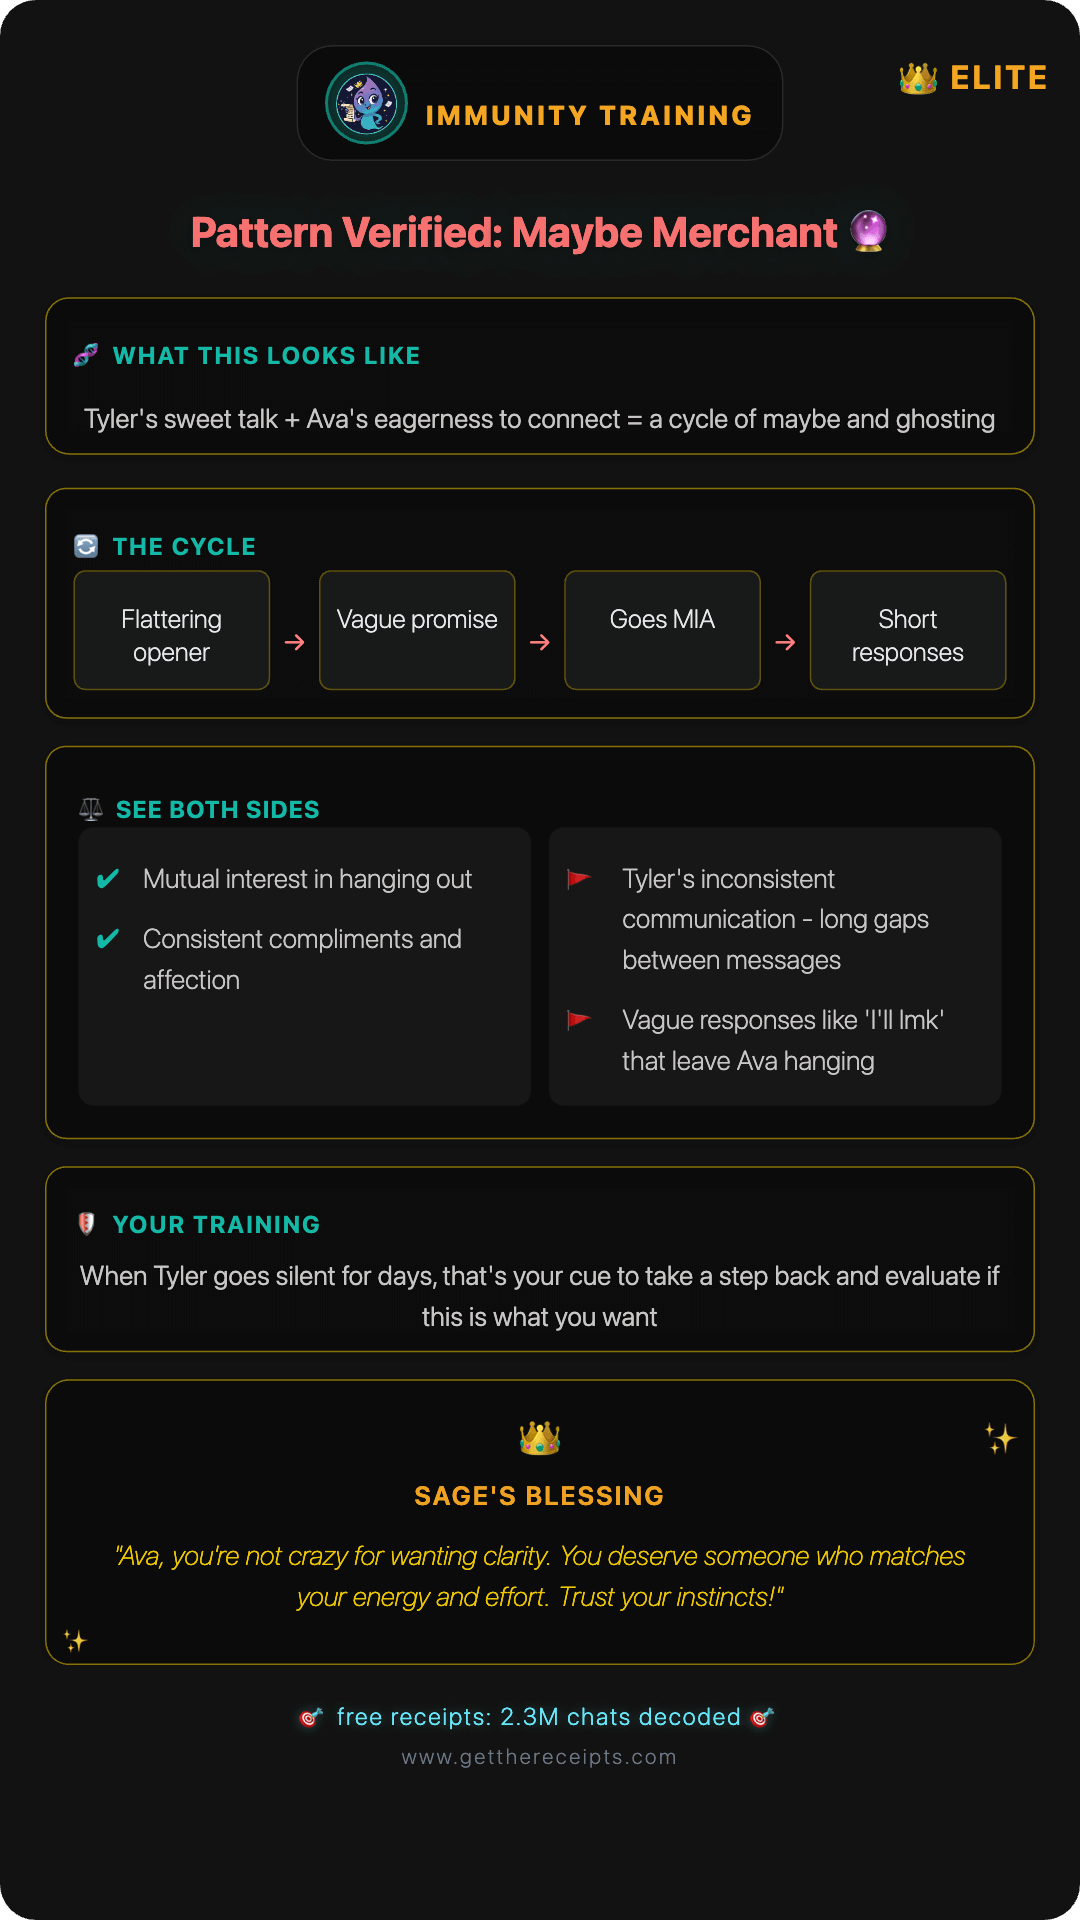 IMMUNITY TRAINING
👑 ELITE
Pattern Verified: Maybe Merchant 🔮
🧬 WHAT THIS LOOKS LIKE
Tyler's sweet talk + Ava's eagerness to connect = a cycle of maybe and ghosting
🔄 THE CYCLE
Flattering
opener
→
Vague promise
→
Goes MIA
→
Short
responses
⚖️ SEE BOTH SIDES
✔ Mutual interest in hanging out
✔ Consistent compliments and
affection
🚩 Tyler's inconsistent
communication - long gaps
between messages
🚩 Vague responses like 'I'll lmk'
that leave Ava hanging
🛡️ YOUR TRAINING
When Tyler goes silent for days, that's your cue to take a step back and evaluate if
this is what you want
👑
SAGE'S BLESSING
"Ava, you're not crazy for wanting clarity. You deserve someone who matches
your energy and effort. Trust your instincts!"
🎯 free receipts: 2.3M chats decoded 🎯
www.getthereceipts.com